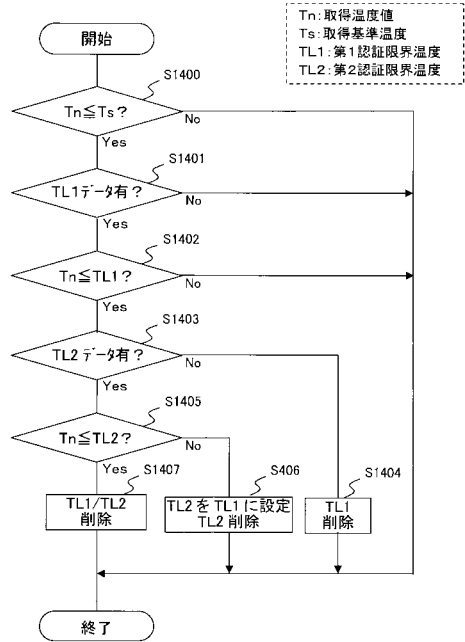 Tn:取得温度値
Ts:取得基準温度
TL1:第1認証限界温度
TL2:第2認証限界温度
開始
S1400
Tn≦Ts?
No
Yes
S1401
TL1データ有?
No
Yes
S1402
Tn≦TL1?
No
Yes
S1403
TL2データ有?
No
Yes
S1405
Tn≦TL2?
No
Yes
S1407
S406
S1404
TL1/TL2
削除
TL2をTL1に設定
TL2削除
TL1
削除
終了